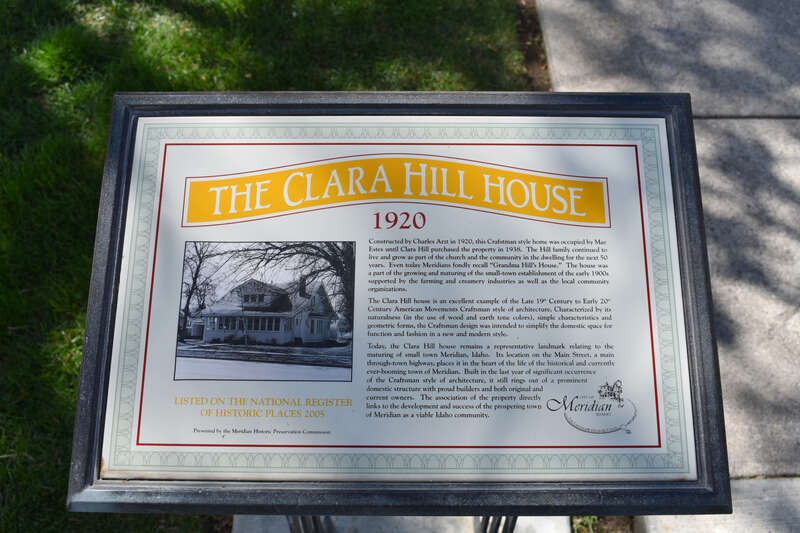 THE CLARA HILL HOUSE
1920
Constructed by Charles Arzt in 1920, this Craftsman style home was occupied by Mae
Estes until Clara Hill purchased the property in 1938. The Hill family continued to
live and grow as part of the church and the community in the dwelling for the next 50
years. Even today Meridians fondly recall "Grandma Hill's House." The house was
a part of the growing and maturing of the small-town establishment of the early 1900s
supported by the farming and creamery industries as well as the local community
organizations.
The Clara Hill house is an excellent example of the Late 19th Century to Early 20th
Century American Movements Craftsman style of architecture. Characterized by its
naturalness (in the use of wood and earth tone colors), simple characteristics and
geometric forms, the Craftsman design was intended to simplify the domestic space for
function and fashion in a new and modern style.
Today, the Clara Hill house remains a representative landmark relating to the
maturing of small town Meridian, Idaho. Its location on the Main Street, a main
through-town highway, places it in the heart of the life of the historical and currently
ever-booming town of Meridian. Built in the last year of significant occurrence
of the Craftsman style of architecture, it still rings out of a prominent
domestic structure with proud builders and both original and
current owners. The association of the property directly
links to the development and success of the prospering town
of Meridian as a viable Idaho community.
LISTED ON THE NATIONAL REGISTER
OF HISTORIC PLACES 2005
Presented by the Meridian Historic Preservation Commission
CITY OF
Meridian
IDAHO